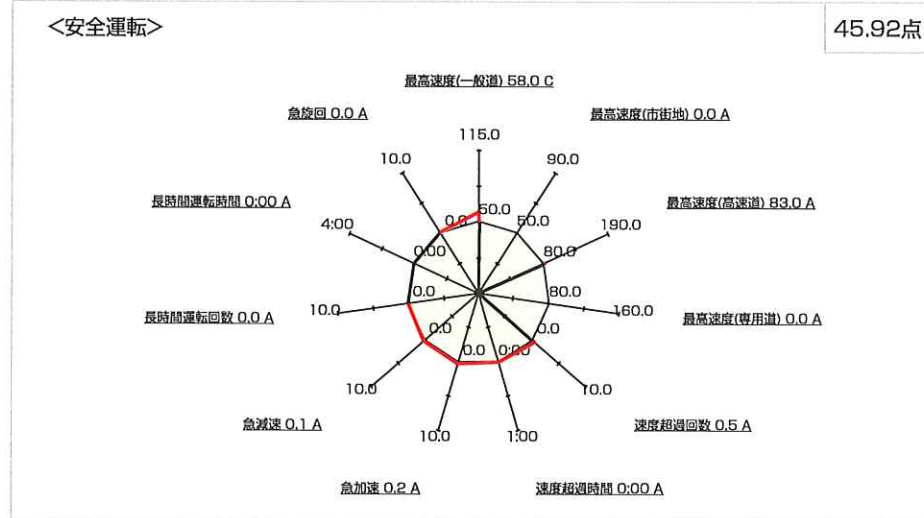 <安全運転>
45.92点
最高速度(一般道) 58.0 C
急旋回 0.0 A
最高速度(市街地) 0.0 A
115.0
10.0
90.0
長時間運転時間 0:00 A
最高速度(高速道) 83.0 A
4:00
190.0
0.0
50.0
50.0
0:00
80.0
長時間運転回数 0.0 A
10.0
0.0
80.0
160.0
最高速度(専用道) 0.0 A
0.0
0.0
0.0
0:00
10.0
10.0
急減速 0.1 A
速度超過回数 0.5 A
10.0
1:00
急加速 0.2 A
速度超過時間 0:00 A